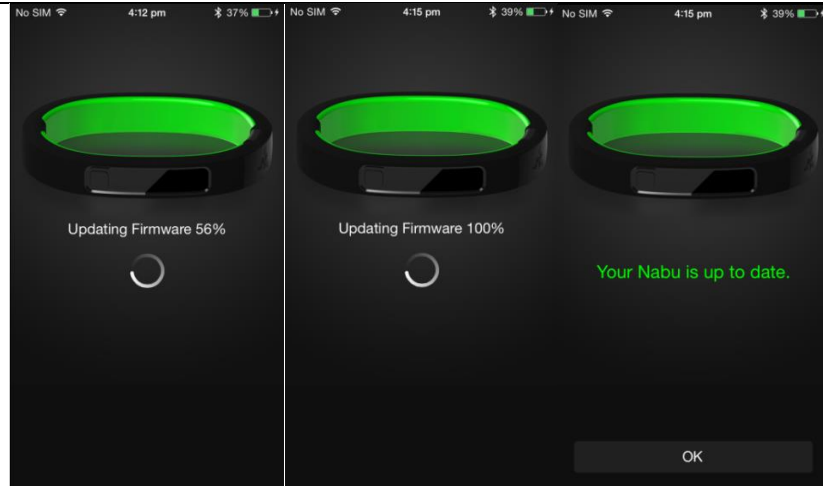 No SIM 4:12 pm 37%
Updating Firmware 56%
No SIM 4:15 pm 39%
Updating Firmware 100%
No SIM 4:15 pm 39%
Your Nabu is up to date.
OK